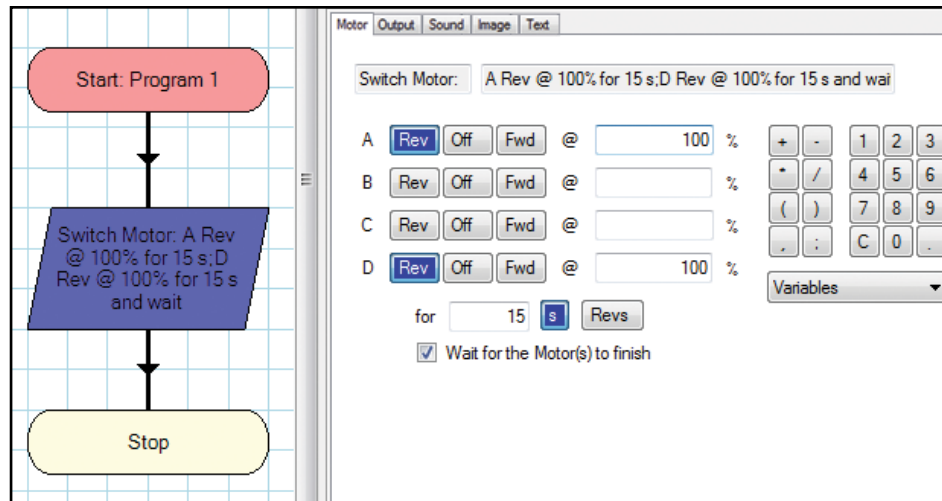 Start: Program 1
Switch Motor: A Rev
@ 100% for 15 s;D
Rev @ 100% for 15 s
and wait
Stop
Motor Output Sound Image Text
Switch Motor: A Rev @ 100% for 15 s;D Rev @ 100% for 15 s and wait
A Rev Off Fwd @ 100 %
B Rev Off Fwd @ %
C Rev Off Fwd @ %
D Rev Off Fwd @ 100 %
for 15 s Revs
Wait for the Motor(s) to finish
+ - 1 2 3
* / 4 5 6
( ) 7 8 9
, ; C 0 .
Variables